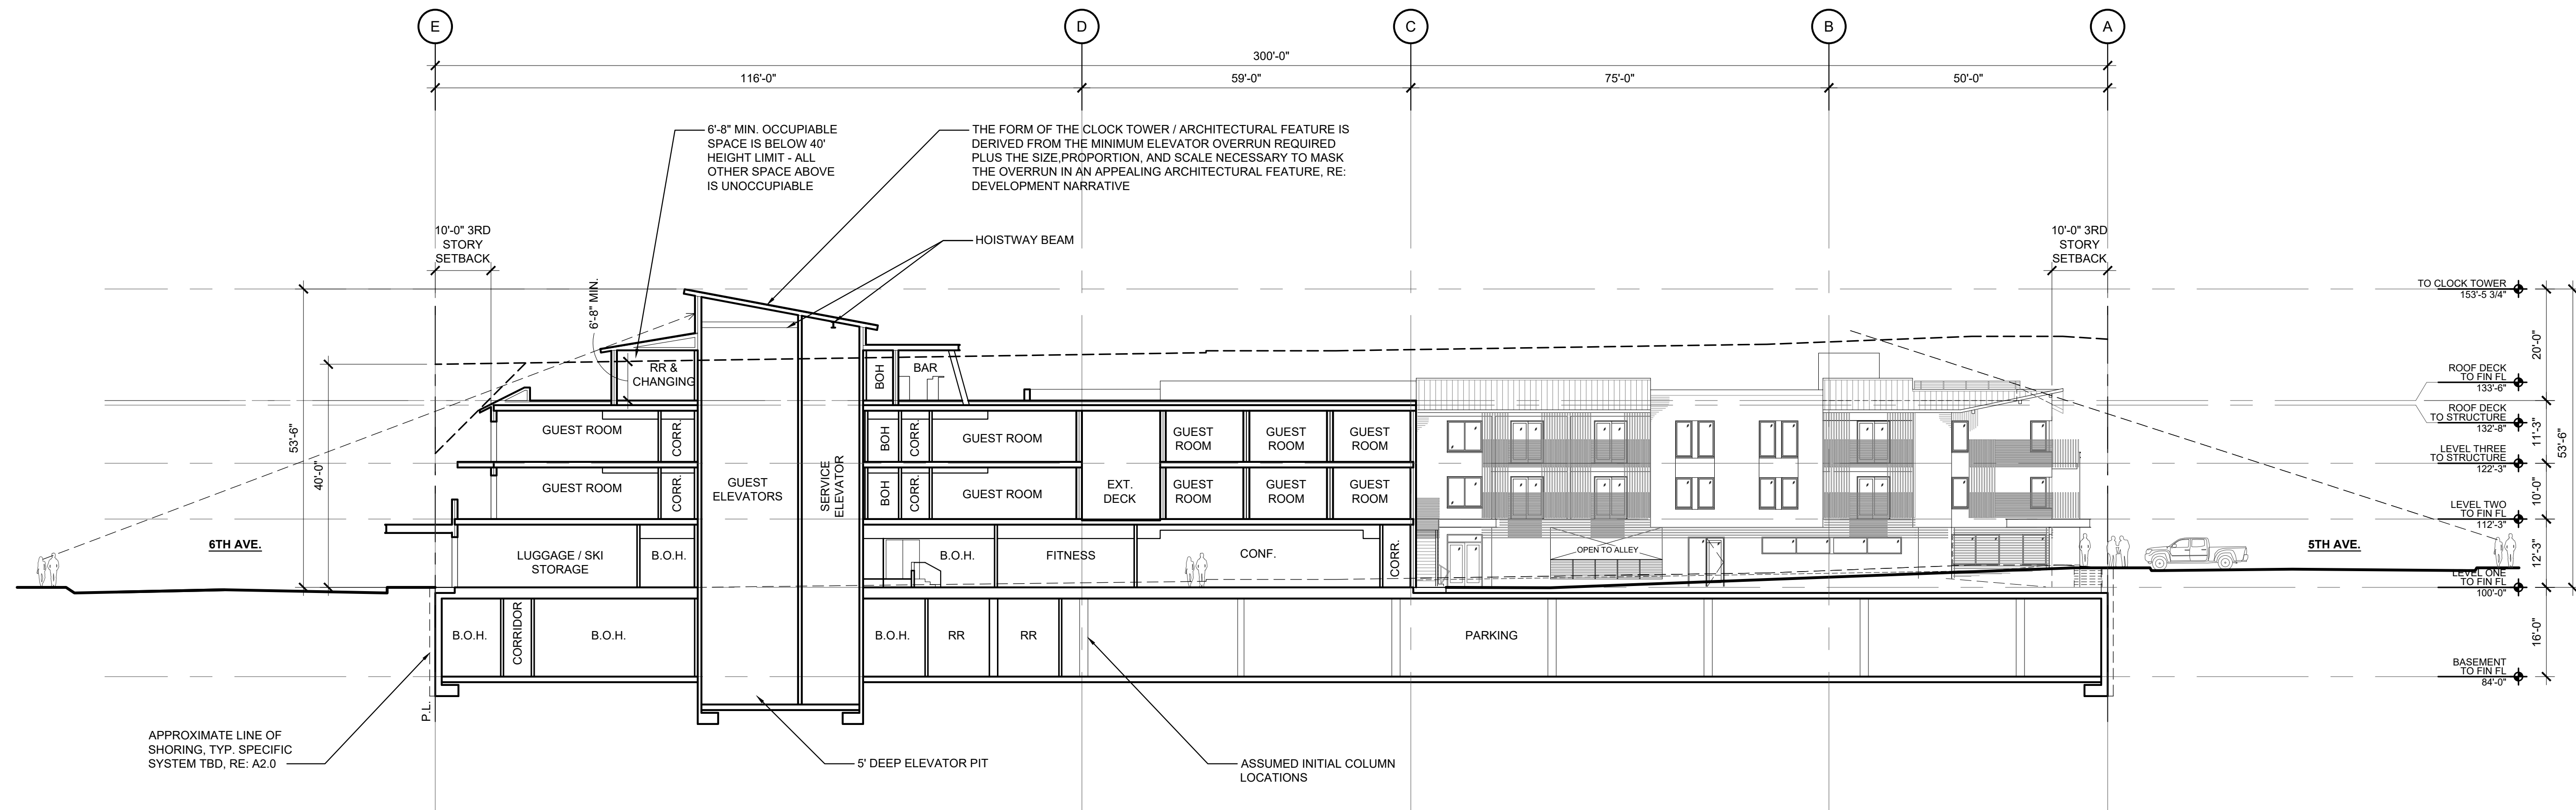 E
D
C
B
A
300'-0"
116'-0"
59'-0"
75'-0"
50'-0"
6'-8" MIN. OCCUPIABLE
SPACE IS BELOW 40'
HEIGHT LIMIT - ALL
OTHER SPACE ABOVE
IS UNOCCUPIABLE
THE FORM OF THE CLOCK TOWER / ARCHITECTURAL FEATURE IS
DERIVED FROM THE MINIMUM ELEVATOR OVERRUN REQUIRED
PLUS THE SIZE,PROPORTION, AND SCALE NECESSARY TO MASK
THE OVERRUN IN AN APPEALING ARCHITECTURAL FEATURE, RE:
DEVELOPMENT NARRATIVE
HOISTWAY BEAM
10'-0" 3RD
STORY
SETBACK
10'-0" 3RD
STORY
SETBACK
6'-8" MIN.
53'-6"
40'-0"
RR &
CHANGING
BOH
BAR
GUEST ROOM
CORR.
BOH
CORR.
GUEST ROOM
GUEST
ROOM
GUEST
ROOM
GUEST
ROOM
GUEST ROOM
CORR.
GUEST
ELEVATORS
SERVICE
ELEVATOR
BOH
CORR.
GUEST ROOM
EXT.
DECK
GUEST
ROOM
GUEST
ROOM
GUEST
ROOM
6TH AVE.
LUGGAGE / SKI
STORAGE
B.O.H.
B.O.H.
FITNESS
CONF.
CORR.
OPEN TO ALLEY
5TH AVE.
B.O.H.
CORRIDOR
B.O.H.
B.O.H.
RR
RR
PARKING
P.L.
APPROXIMATE LINE OF
SHORING, TYP. SPECIFIC
SYSTEM TBD, RE: A2.0
5' DEEP ELEVATOR PIT
ASSUMED INITIAL COLUMN
LOCATIONS
TO CLOCK TOWER
153'-5 3/4"
ROOF DECK
TO FIN FL
133'-6"
ROOF DECK
TO STRUCTURE
132'-8"
LEVEL THREE
TO STRUCTURE
122'-3"
LEVEL TWO
TO FIN FL
112'-3"
LEVEL ONE
TO FIN FL
100'-0"
BASEMENT
TO FIN FL
84'-0"
20'-0"
11'-3"
10'-0"
12'-3"
16'-0"
53'-6"